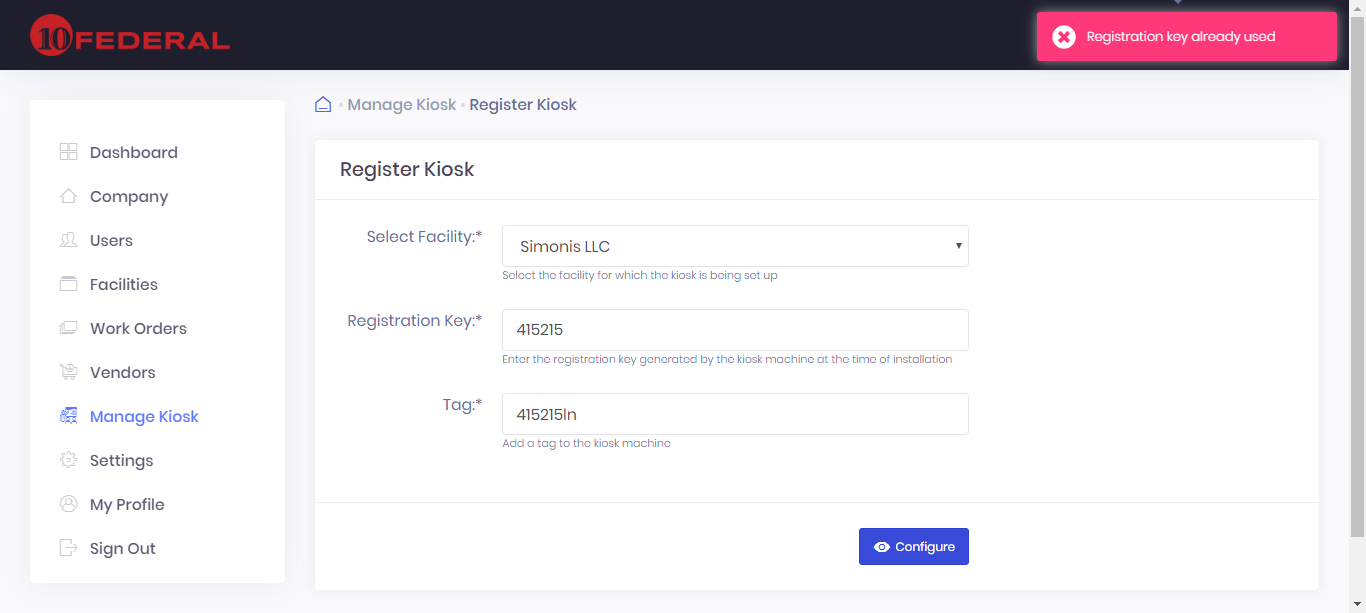 10 FEDERAL
Registration key already used
Manage Kiosk • Register Kiosk
Dashboard
Company
Users
Facilities
Work Orders
Vendors
Manage Kiosk
Settings
My Profile
Sign Out
Register Kiosk
Select Facility:*
Simonis LLC
Select the facility for which the kiosk is being set up
Registration Key:*
415215
Enter the registration key generated by the kiosk machine at the time of installation
Tag:*
415215ln
Add a tag to the kiosk machine
Configure